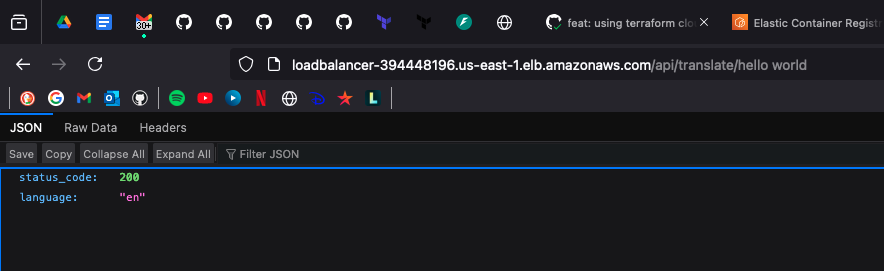 30+
feat: using terraform clo
Elastic Container Registr
loadbalancer-394448196.us-east-1.elb.amazonaws.com/api/translate/hello world
JSON Raw Data Headers
Save Copy Collapse All Expand All Filter JSON
status_code: 200
language: "en"